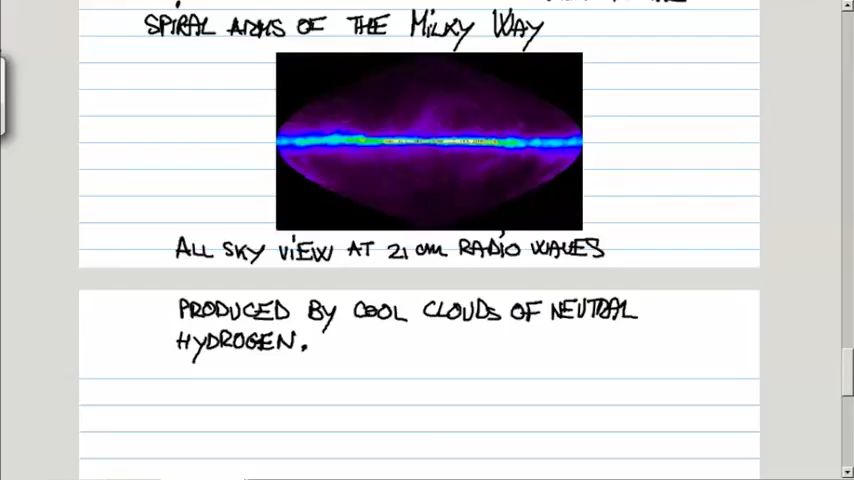 SPIRAL ARMS OF THE MILKY WAY
ALL SKY VIEW AT 21 cm RADIO WAVES
PRODUCED BY COOL CLOUDS OF NEUTRAL
HYDROGEN.